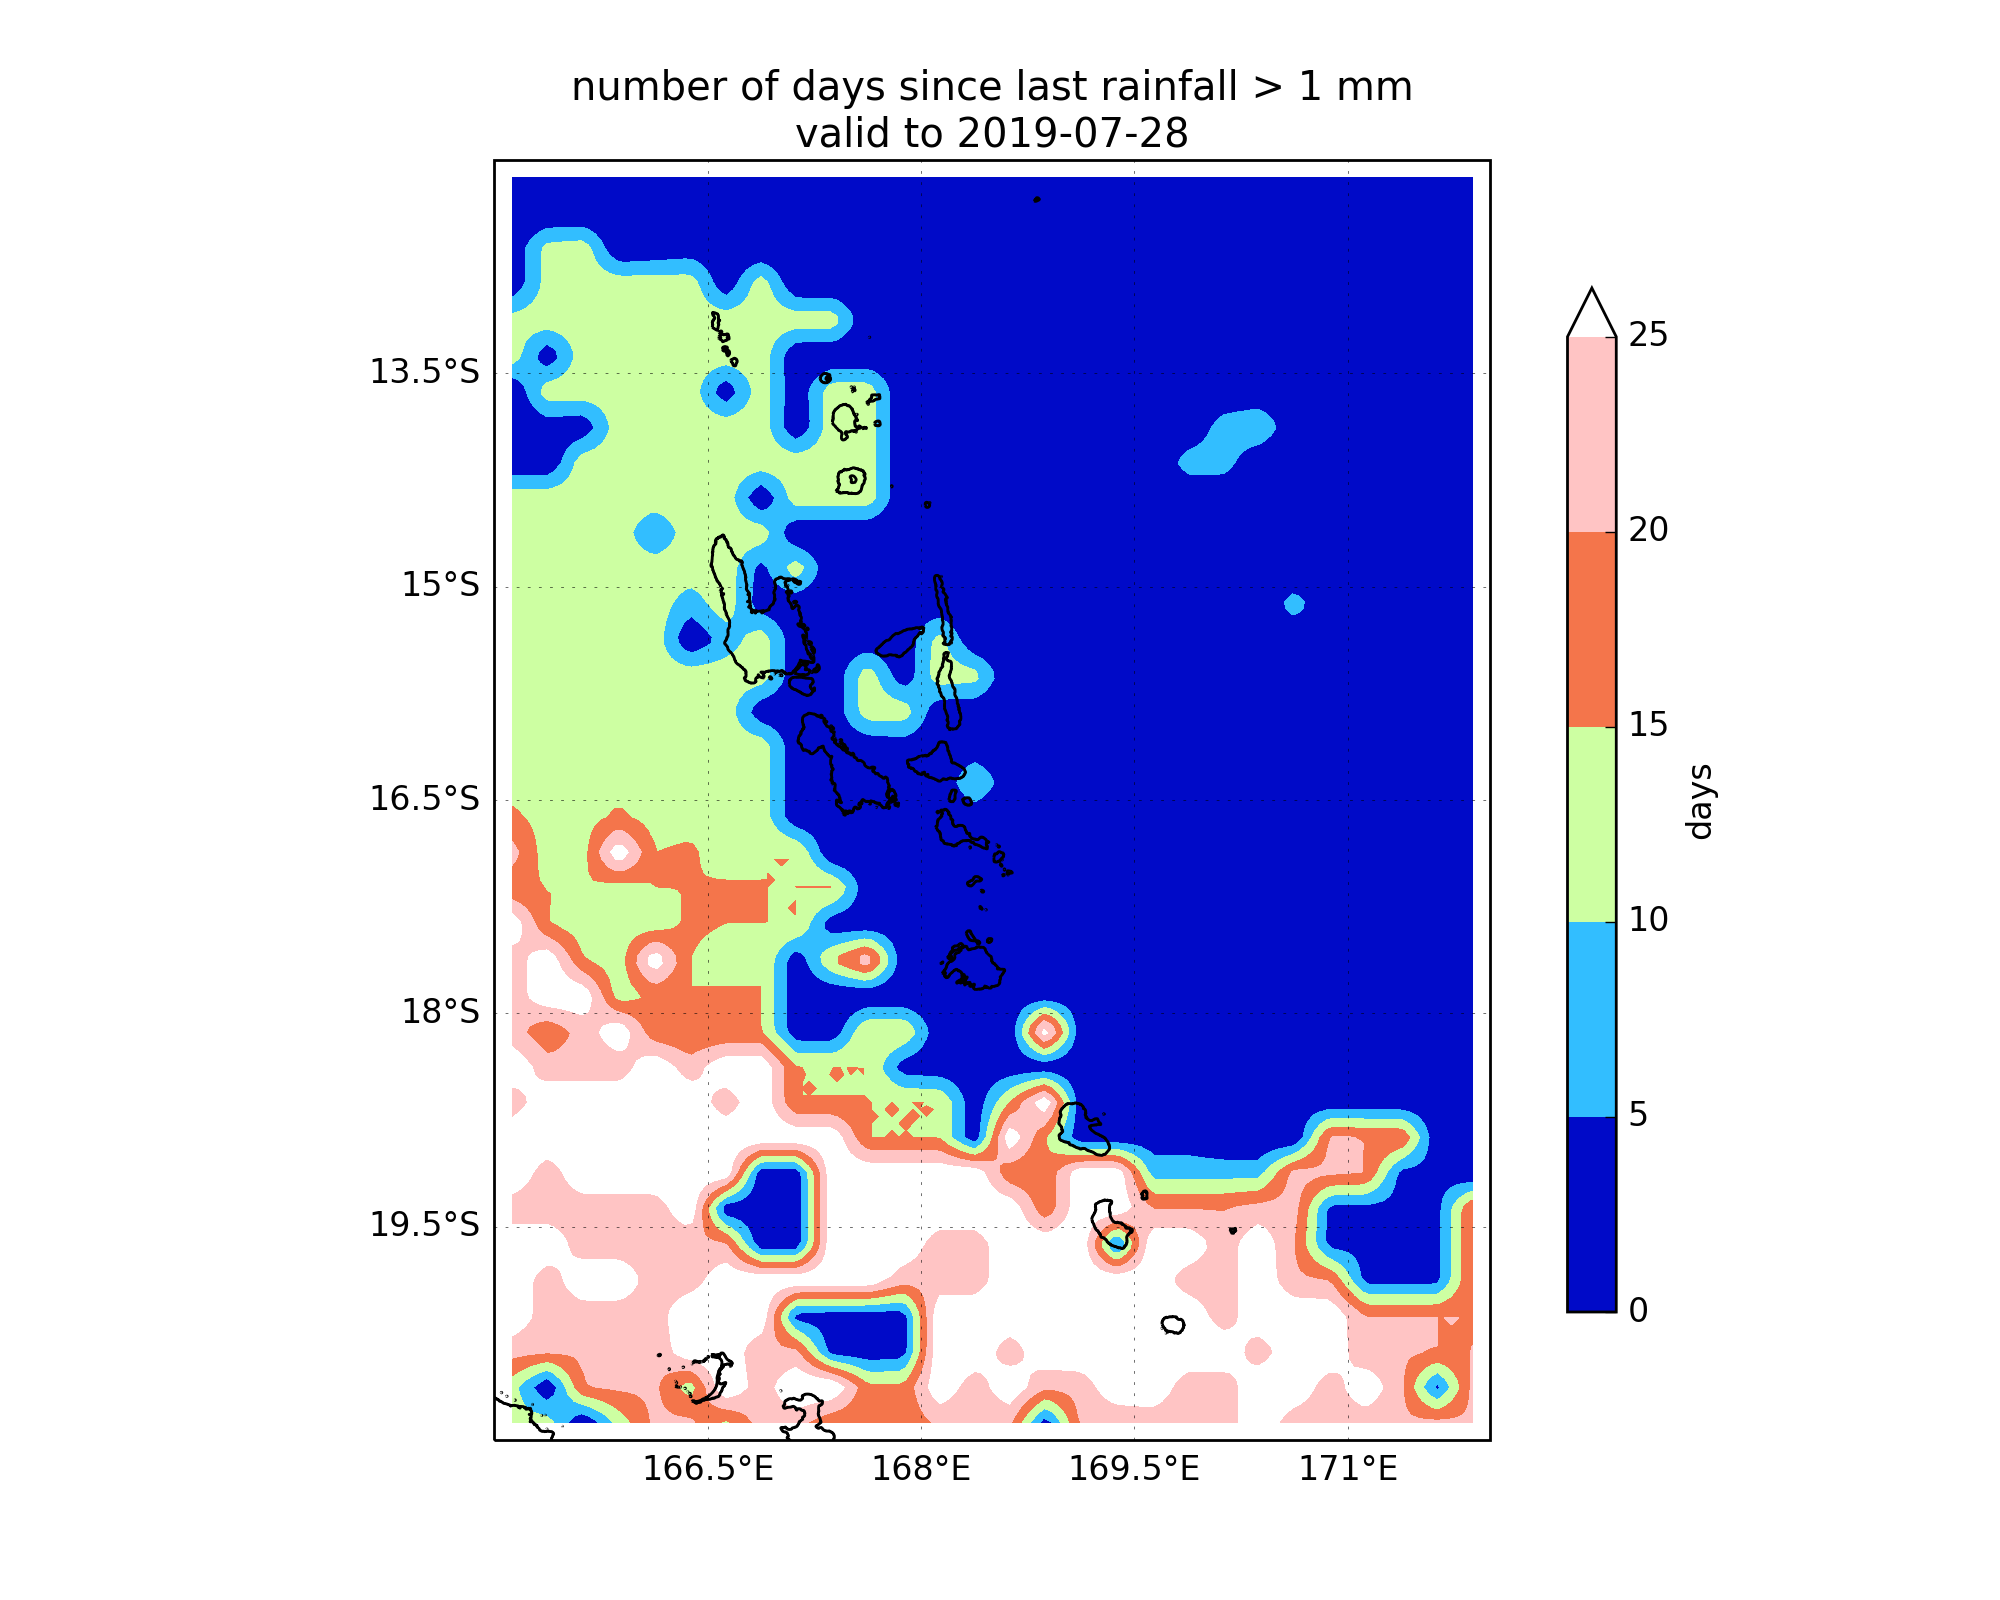 number of days since last rainfall > 1 mm
valid to 2019-07-28
13.5°S
15°S
16.5°S
18°S
19.5°S
166.5°E
168°E
169.5°E
171°E
25
20
15
10
5
0
days